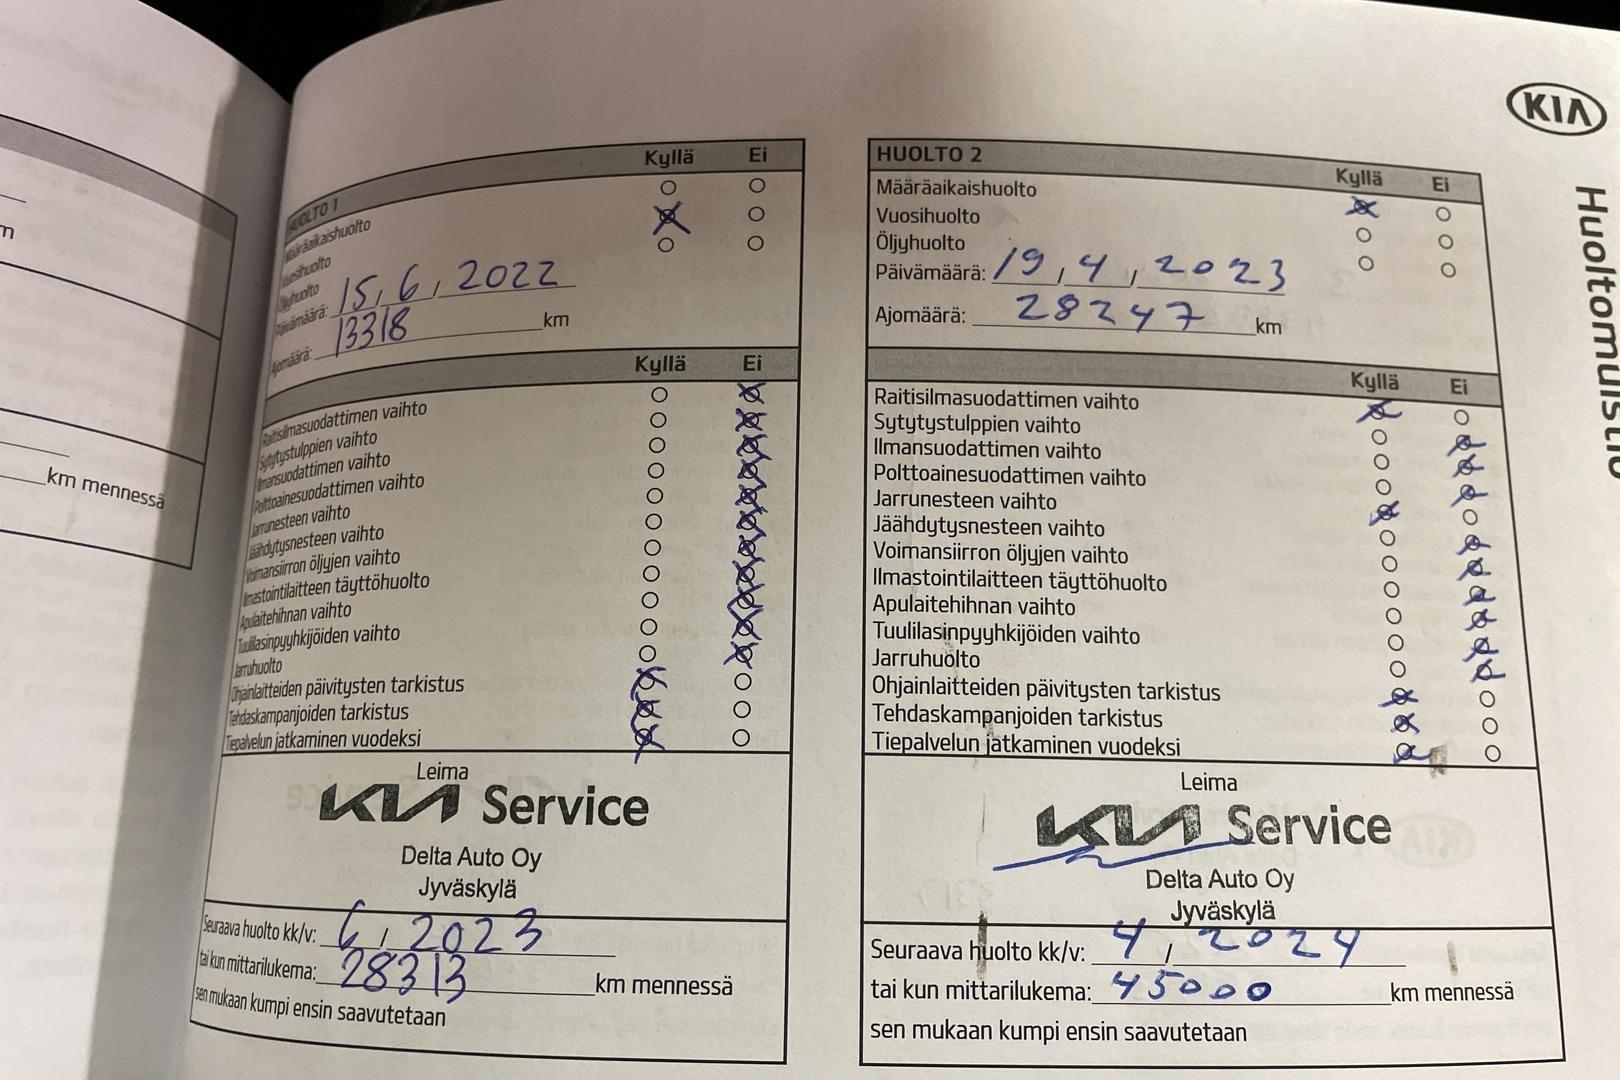 KIA
Huoltomuistio
km mennessä
HUOLTO 1 Kyllä Ei
Määräaikaishuolto
Vuosihuolto
Öljyhuolto
Päivämäärä: 15, 6, 2022
Ajomäärä: 13318 km
Kyllä Ei
Raitisilmasuodattimen vaihto
Sytytystulppien vaihto
Ilmansuodattimen vaihto
Polttoainesuodattimen vaihto
Jarrunesteen vaihto
Jäähdytysnesteen vaihto
Voimansiirron öljyjen vaihto
Ilmastointilaitteen täyttöhuolto
Apulaitehihnan vaihto
Tuulilasinpyyhkijöiden vaihto
Jarruhuolto
Ohjainlaitteiden päivitysten tarkistus
Tehdaskampanjoiden tarkistus
Tiepalvelun jatkaminen vuodeksi
Leima
KIA Service
Delta Auto Oy
Jyväskylä
Seuraava huolto kk/v: 6, 2023
tai kun mittarilukema: 28313 km mennessä
sen mukaan kumpi ensin saavutetaan
HUOLTO 2 Kyllä Ei
Määräaikaishuolto
Vuosihuolto
Öljyhuolto
Päivämäärä: 19, 4, 2023
Ajomäärä: 28247 km
Kyllä Ei
Raitisilmasuodattimen vaihto
Sytytystulppien vaihto
Ilmansuodattimen vaihto
Polttoainesuodattimen vaihto
Jarrunesteen vaihto
Jäähdytysnesteen vaihto
Voimansiirron öljyjen vaihto
Ilmastointilaitteen täyttöhuolto
Apulaitehihnan vaihto
Tuulilasinpyyhkijöiden vaihto
Jarruhuolto
Ohjainlaitteiden päivitysten tarkistus
Tehdaskampanjoiden tarkistus
Tiepalvelun jatkaminen vuodeksi
Leima
KIA Service
Delta Auto Oy
Jyväskylä
Seuraava huolto kk/v: 4, 2024
tai kun mittarilukema: 45000 km mennessä
sen mukaan kumpi ensin saavutetaan